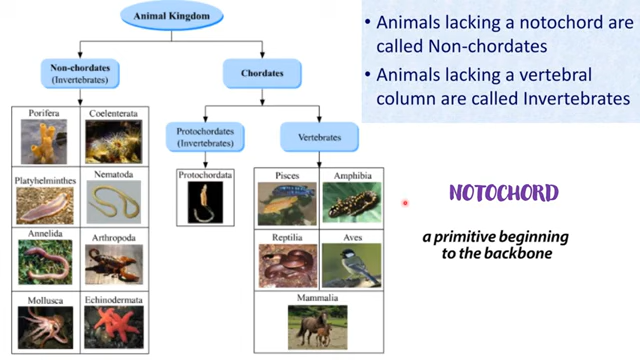 Animal Kingdom
Non-chordates
(Invertebrates)
Chordates
Porifera
Coelenterata
Platyhelminthes
Nematoda
Annelida
Arthropoda
Mollusca
Echinodermata
Protochordates
(Invertebrates)
Vertebrates
Protochordata
Pisces
Amphibia
Reptilia
Aves
Mammalia
• Animals lacking a notochord are
called Non-chordates
• Animals lacking a vertebral
column are called Invertebrates
NOTOCHORD
a primitive beginning
to the backbone